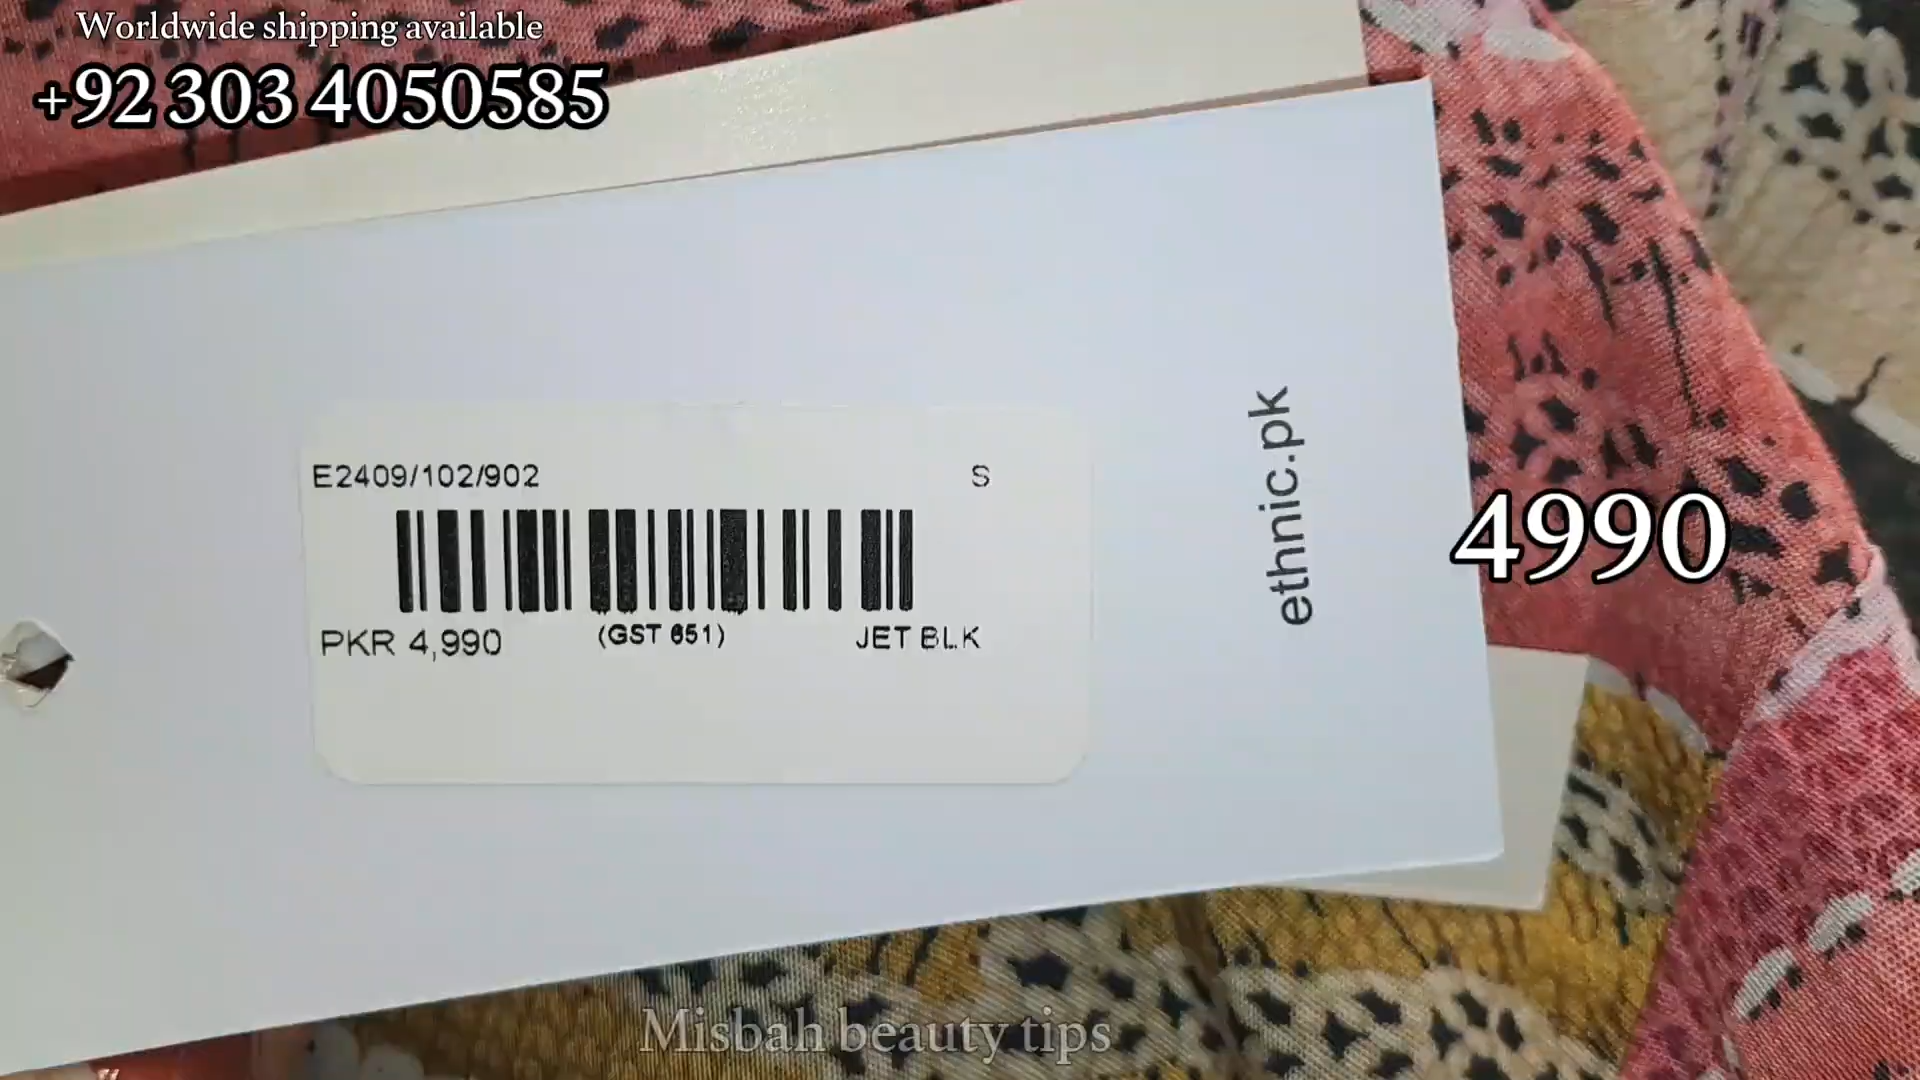 Worldwide shipping available
+92 303 4050585
E2409/102/902 S
PKR 4,990 (GST 651) JET BLK
ethnic.pk
4990
Misbah beauty tips